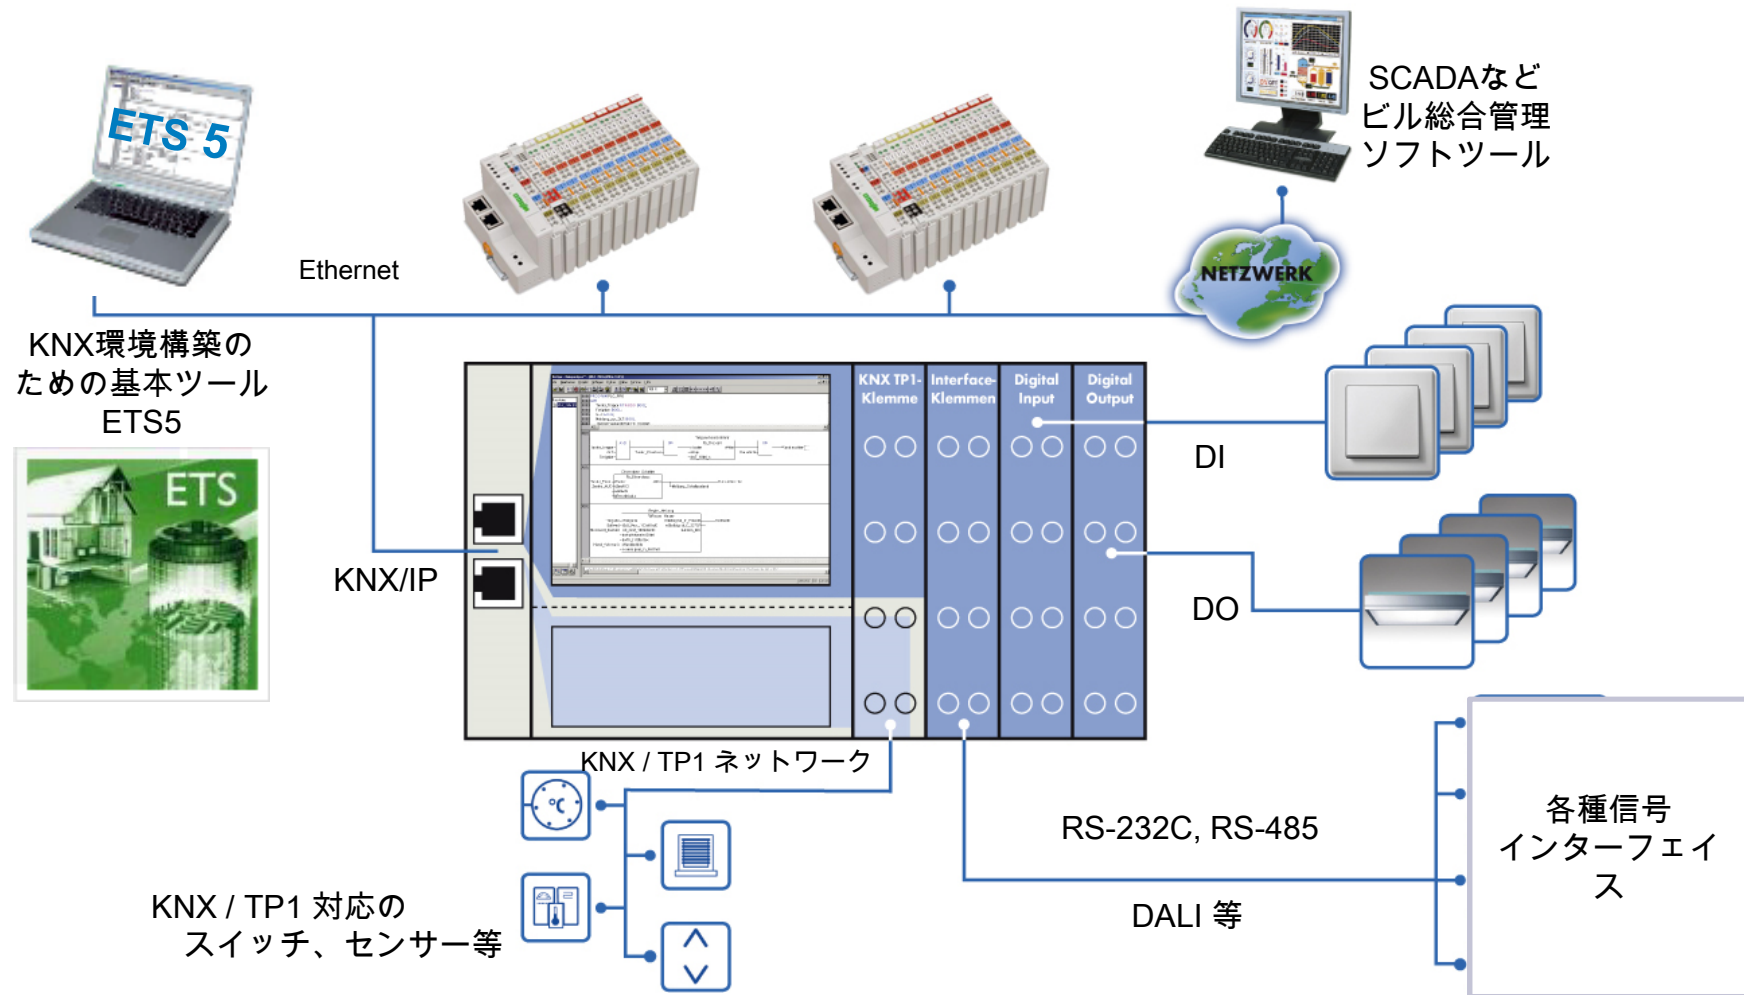 ETS 5
SCADAなど
ビル総合管理
ソフトツール
Ethernet
NETZWERK
KNX環境構築の
ための基本ツール
ETS5
ETS
KNX TP1-
Klemme
Interface-
Klemmen
Digital
Input
Digital
Output
DI
KNX/IP
DO
KNX / TP1 ネットワーク
°C
RS-232C, RS-485
各種信号
インターフェイ
ス
KNX / TP1 対応の
スイッチ、センサー等
DALI 等